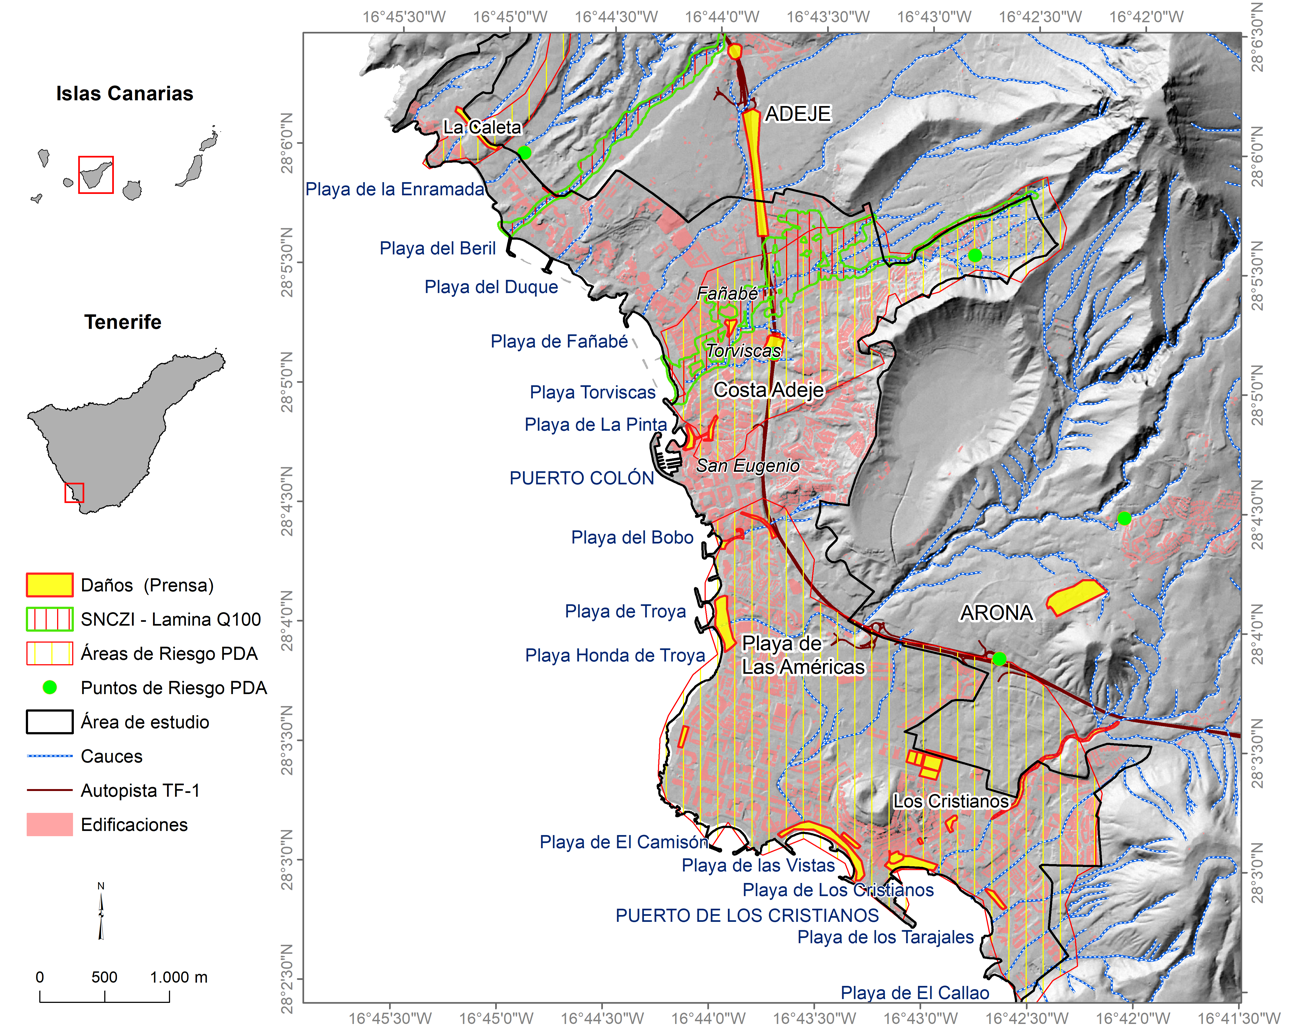 16°45'30"W 16°45'0"W 16°44'30"W 16°44'0"W 16°43'30"W 16°43'0"W 16°42'30"W 16°42'0"W
28°6'30"N
28°6'0"N
28°5'30"N
28°5'0"N
28°4'30"N
28°4'0"N
28°3'30"N
28°3'0"N
Islas Canarias
Tenerife
Daños (Prensa)
SNCZI - Lamina Q100
Áreas de Riesgo PDA
Puntos de Riesgo PDA
Área de estudio
Cauces
Autopista TF-1
Edificaciones
N
0 500 1.000 m
28°6'0"N
28°5'30"N
28°5'0"N
28°4'30"N
28°4'0"N
28°3'30"N
28°3'0"N
28°2'30"N
ADEJE
La Caleta
Playa de la Enramada
Playa del Beril
Playa del Duque
Fañabé
Playa de Fañabé
Torviscas
Playa Torviscas
Costa Adeje
Playa de La Pinta
San Eugenio
PUERTO COLÓN
Playa del Bobo
Playa de Troya
ARONA
Playa Honda de Troya
Playa de
Las Américas
Los Cristianos
Playa de El Camisón
Playa de las Vistas
Playa de Los Cristianos
PUERTO DE LOS CRISTIANOS
Playa de los Tarajales
Playa de El Callao
16°45'30"W 16°45'0"W 16°44'30"W 16°44'0"W 16°43'30"W 16°43'0"W 16°42'30"W 16°42'0"W 16°41'30"W